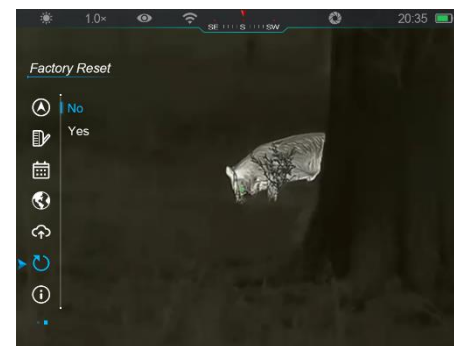 1.0×
SE S SW
20:35
Factory Reset
No
Yes